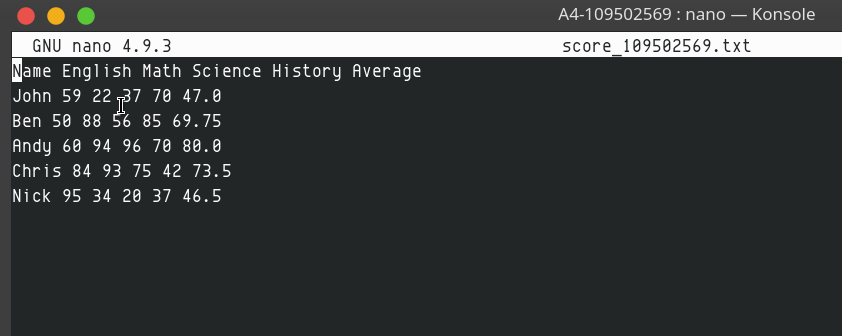 A4-109502569 : nano — Konsole
GNU nano 4.9.3 score_109502569.txt
Name English Math Science History Average
John 59 22 37 70 47.0
Ben 50 88 56 85 69.75
Andy 60 94 96 70 80.0
Chris 84 93 75 42 73.5
Nick 95 34 20 37 46.5